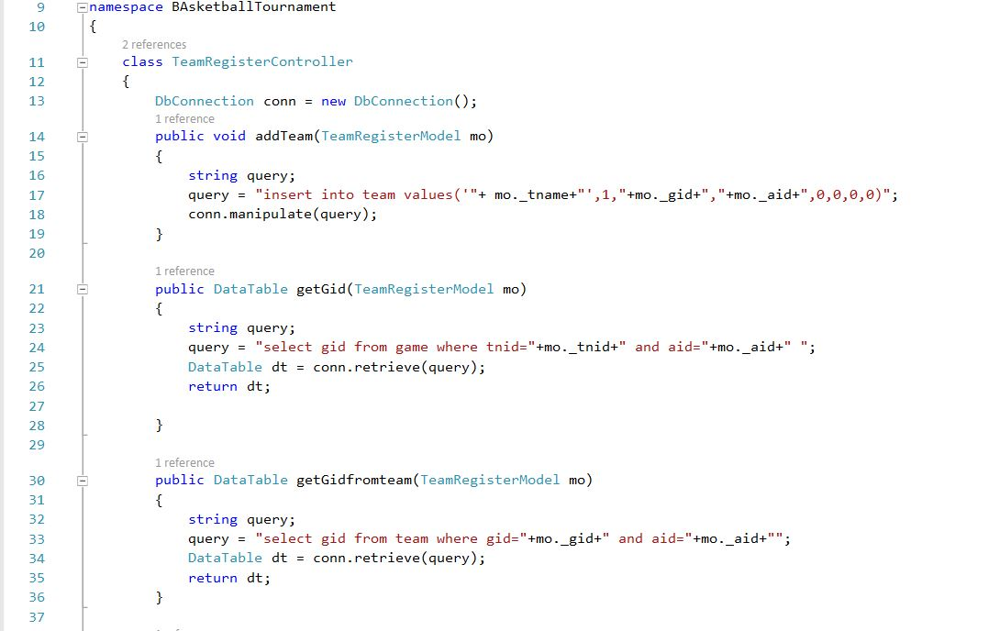 9 namespace BAsketballTournament
10 {
2 references
11 class TeamRegisterController
12 {
13 DbConnection conn = new DbConnection();
1 reference
14 public void addTeam(TeamRegisterModel mo)
15 {
16 string query;
17 query = "insert into team values('"+ mo._tname+"',1,"+mo._gid+","+mo._aid+",0,0,0,0)";
18 conn.manipulate(query);
19 }
20
1 reference
21 public DataTable getGid(TeamRegisterModel mo)
22 {
23 string query;
24 query = "select gid from game where tnid="+mo._tnid+" and aid="+mo._aid+" ";
25 DataTable dt = conn.retrieve(query);
26 return dt;
27
28 }
29
1 reference
30 public DataTable getGidfromteam(TeamRegisterModel mo)
31 {
32 string query;
33 query = "select gid from team where gid="+mo._gid+" and aid="+mo._aid+"";
34 DataTable dt = conn.retrieve(query);
35 return dt;
36 }
37